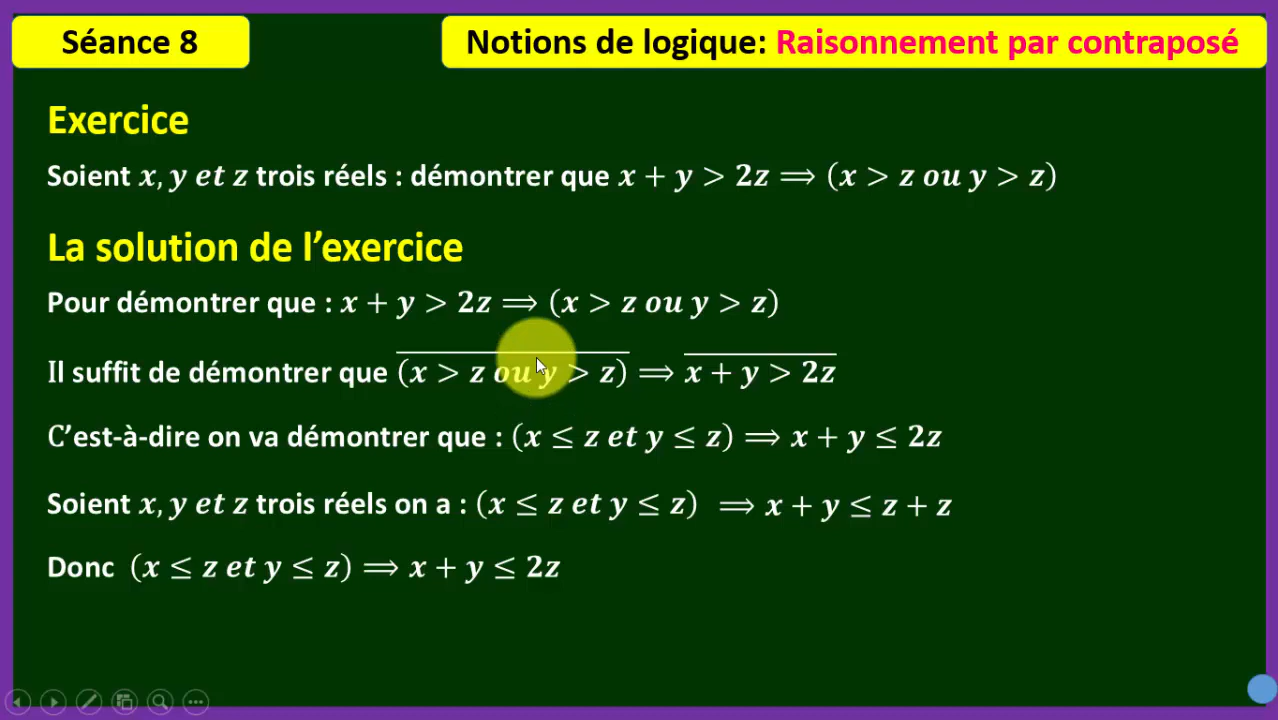 Séance 8
Notions de logique: Raisonnement par contraposé
Exercice
Soient x, y et z trois réels : démontrer que x + y > 2z ⟹ (x > z ou y > z)
La solution de l’exercice
Pour démontrer que : x + y > 2z ⟹ (x > z ou y > z)
Il suffit de démontrer que \overline{(x > z ou y > z)} ⟹ \overline{x + y > 2z}
C’est-à-dire on va démontrer que : (x ≤ z et y ≤ z) ⟹ x + y ≤ 2z
Soient x, y et z trois réels on a : (x ≤ z et y ≤ z) ⟹ x + y ≤ z + z
Donc (x ≤ z et y ≤ z) ⟹ x + y ≤ 2z